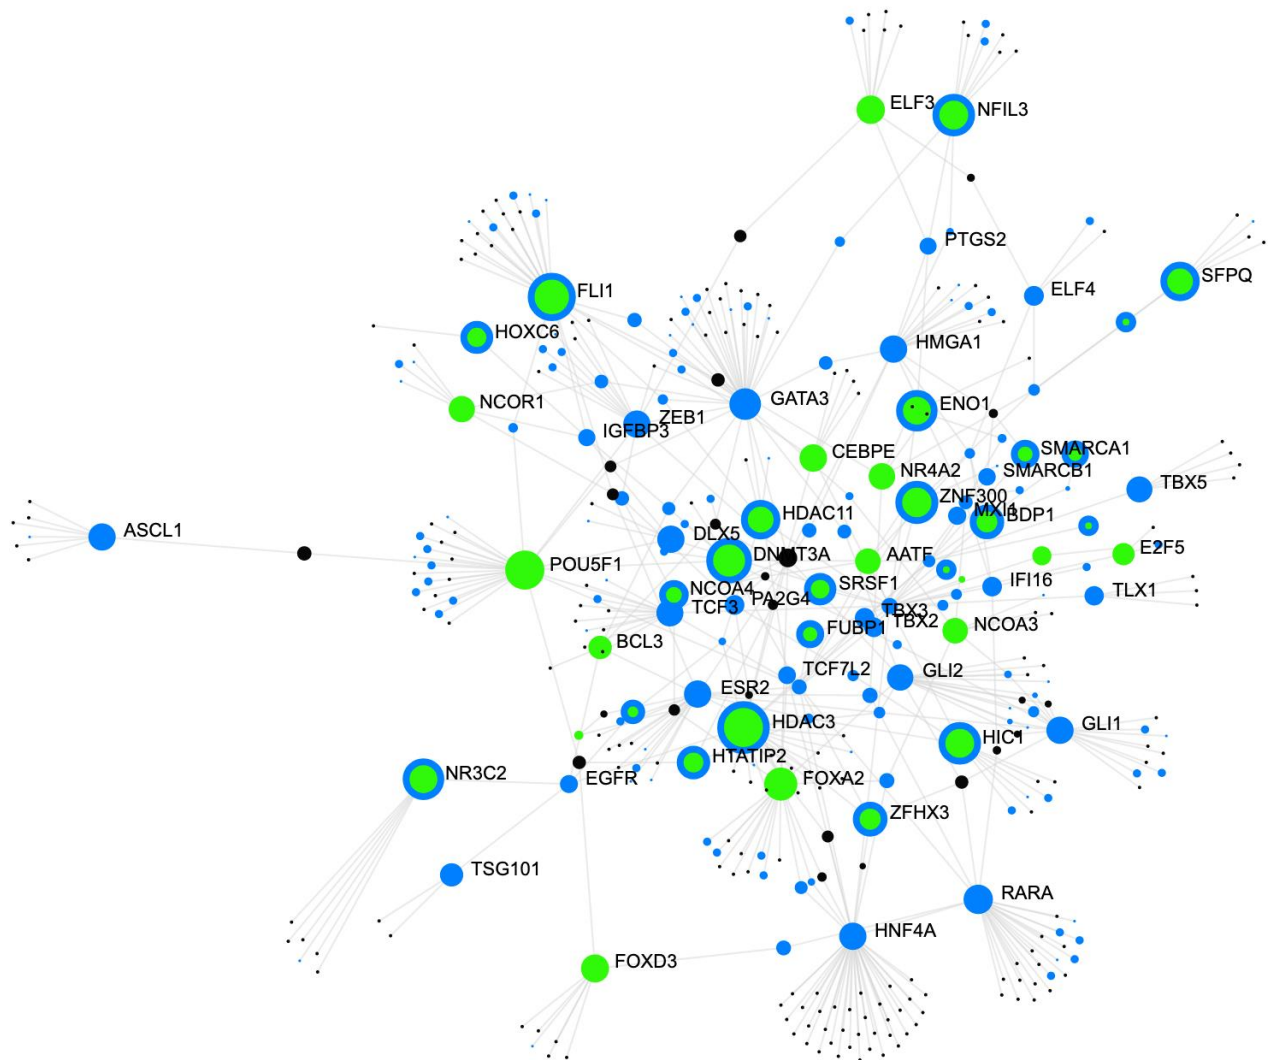 ELF3
NFIL3
PTGS2
SFPQ
ELF4
FLI1
HOXC6
HMGA1
NCOR1
GATA3
ENO1
ZEB1
IGFBP3
CEBPE
SMARCA1
NR4A2
SMARCB1
TBX5
ZNF300
MXI1
BDP1
HDAC11
ASCL1
DLX5
POU5F1
DNMT3A
AATF
E2F5
NCOA4
SRSF1
IFI16
TLX1
TCF3
PA2G4
TBX3
TBX2
FUBP1
NCOA3
BCL3
TCF7L2
GLI2
ESR2
HDAC3
HIC1
GLI1
HTATIP2
NR3C2
EGFR
FOXA2
ZFHX3
TSG101
RARA
HNF4A
FOXD3